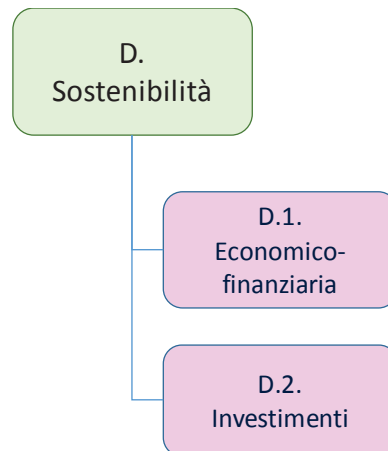 D.
Sostenibilità
D.1.
Economico-
finanziaria
D.2.
Investimenti